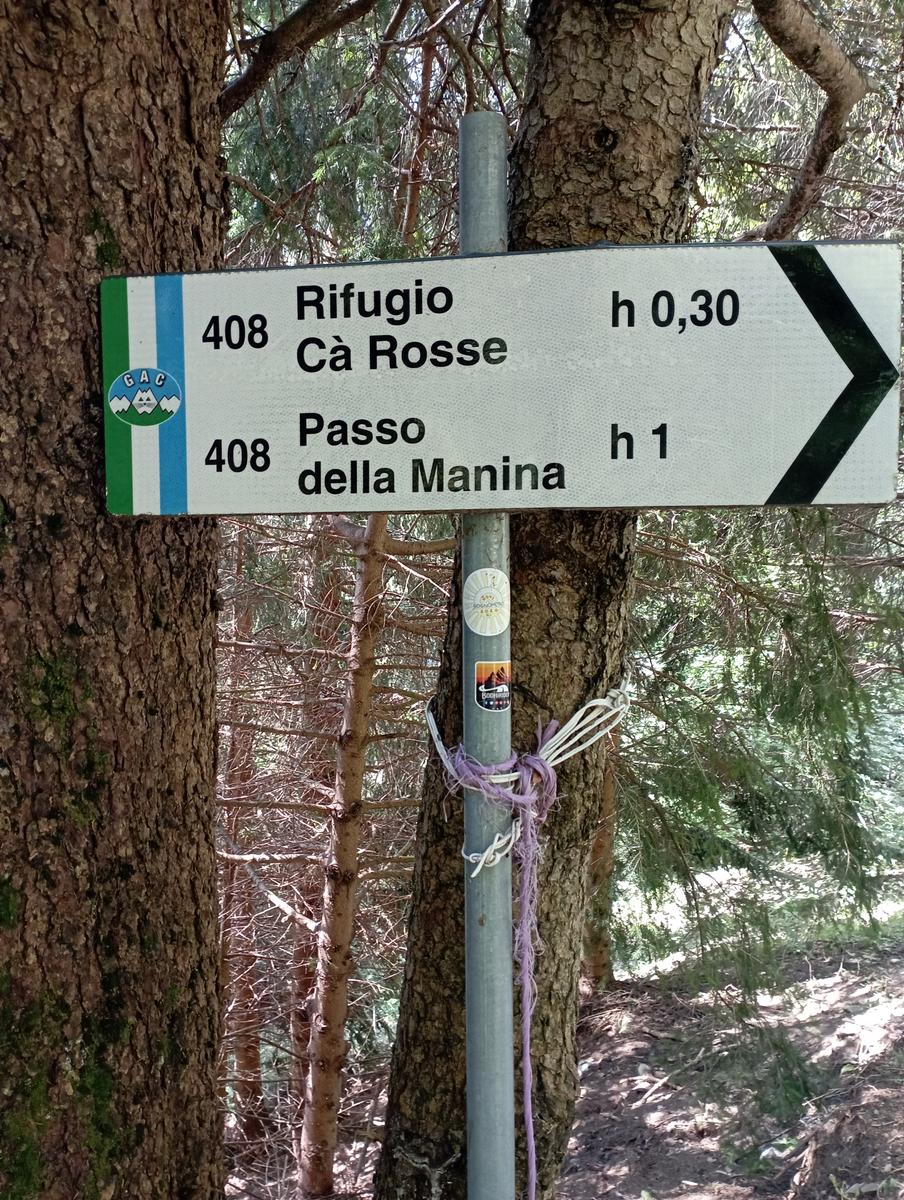 GAC
408
Rifugio
Cà Rosse
h 0,30
408
Passo
della Manina
h 1